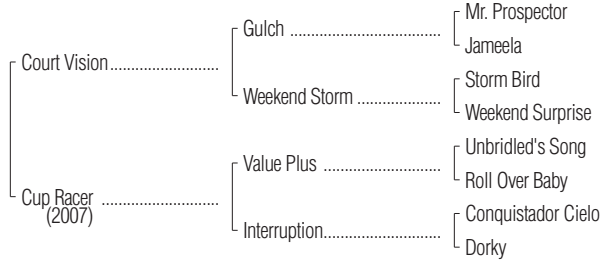 Mr. Prospector
Gulch
Jameela
Court Vision
Storm Bird
Weekend Storm
Weekend Surprise
Unbridled's Song
Value Plus
Roll Over Baby
Cup Racer
(2007)
Conquistador Cielo
Interruption
Dorky